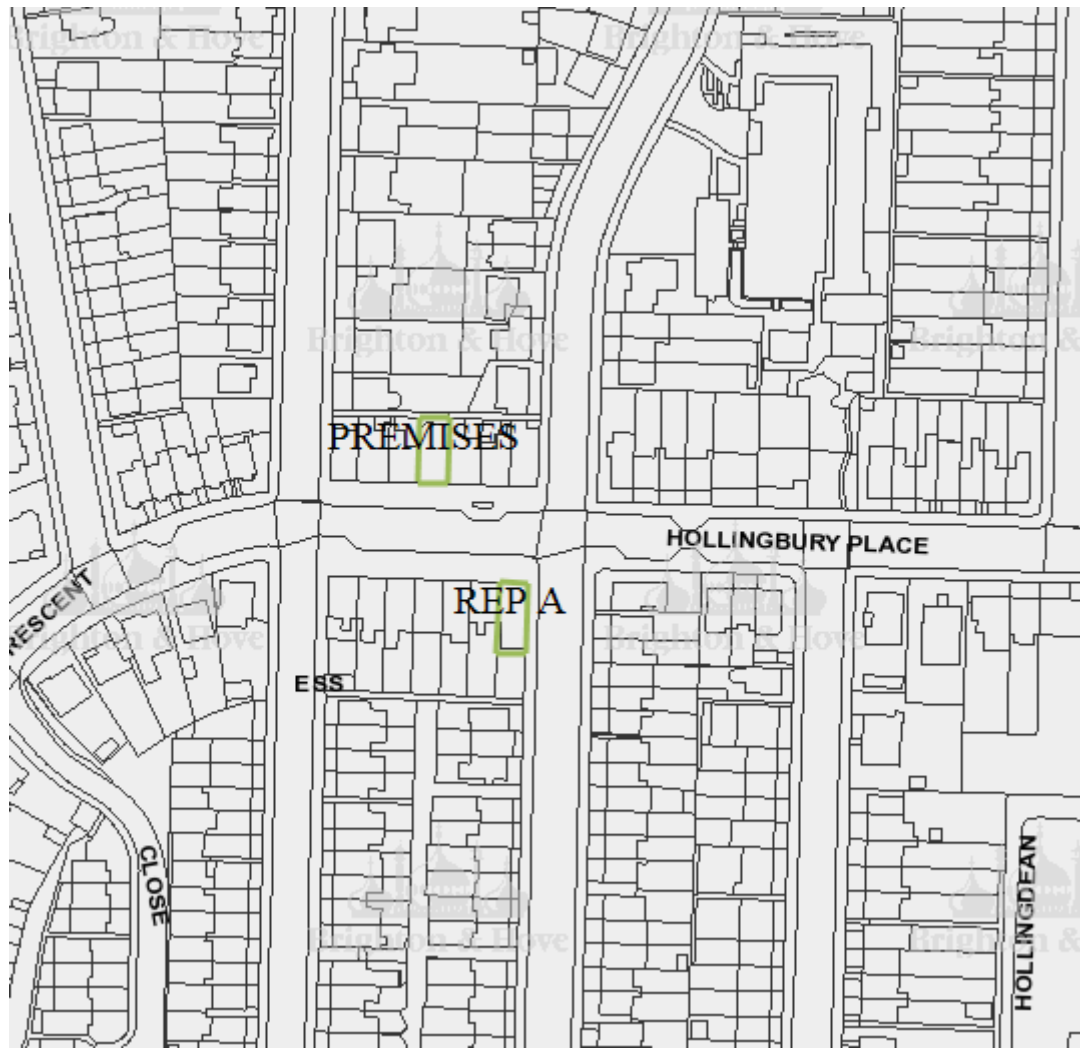 Brighton & Hove
Brighton & Hove
Brighton & Hove
Brighton &
PREMISES
HOLLINGBURY PLACE
RESCENT
REP A
Brighton & Hove
Brighton & Hove
ESS
CLOSE
HOLLINGDEAN
Brighton & Hove
Brighton &